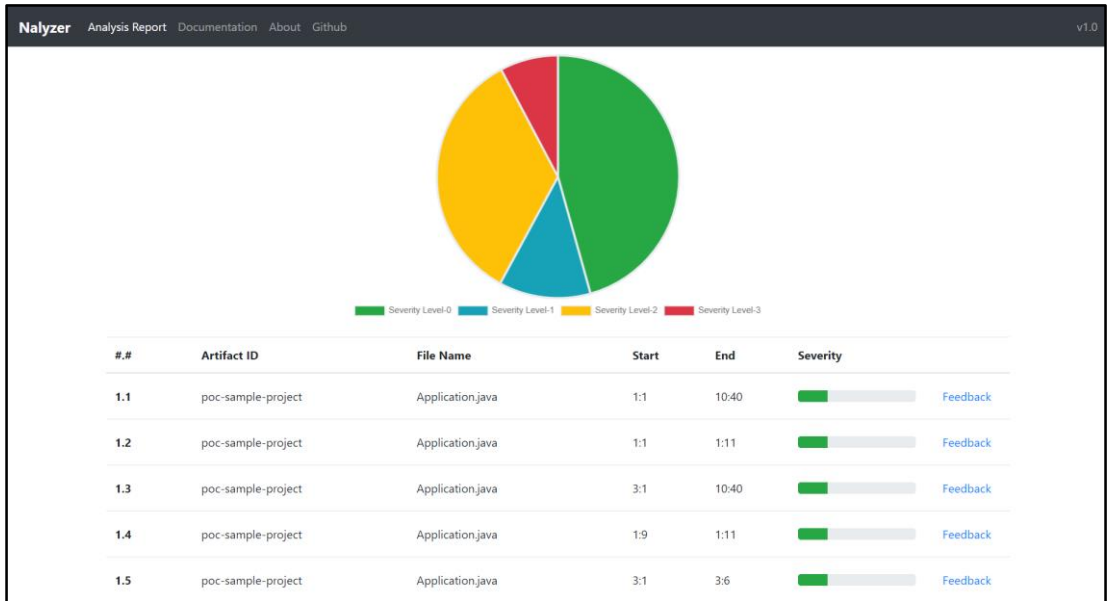 Nalyzer Analysis Report Documentation About Github v1.0
Severity Level-0 Severity Level-1 Severity Level-2 Severity Level-3
#.# Artifact ID File Name Start End Severity
1.1 poc-sample-project Application.java 1:1 10:40 Feedback
1.2 poc-sample-project Application.java 1:1 1:11 Feedback
1.3 poc-sample-project Application.java 3:1 10:40 Feedback
1.4 poc-sample-project Application.java 1:9 1:11 Feedback
1.5 poc-sample-project Application.java 3:1 3:6 Feedback